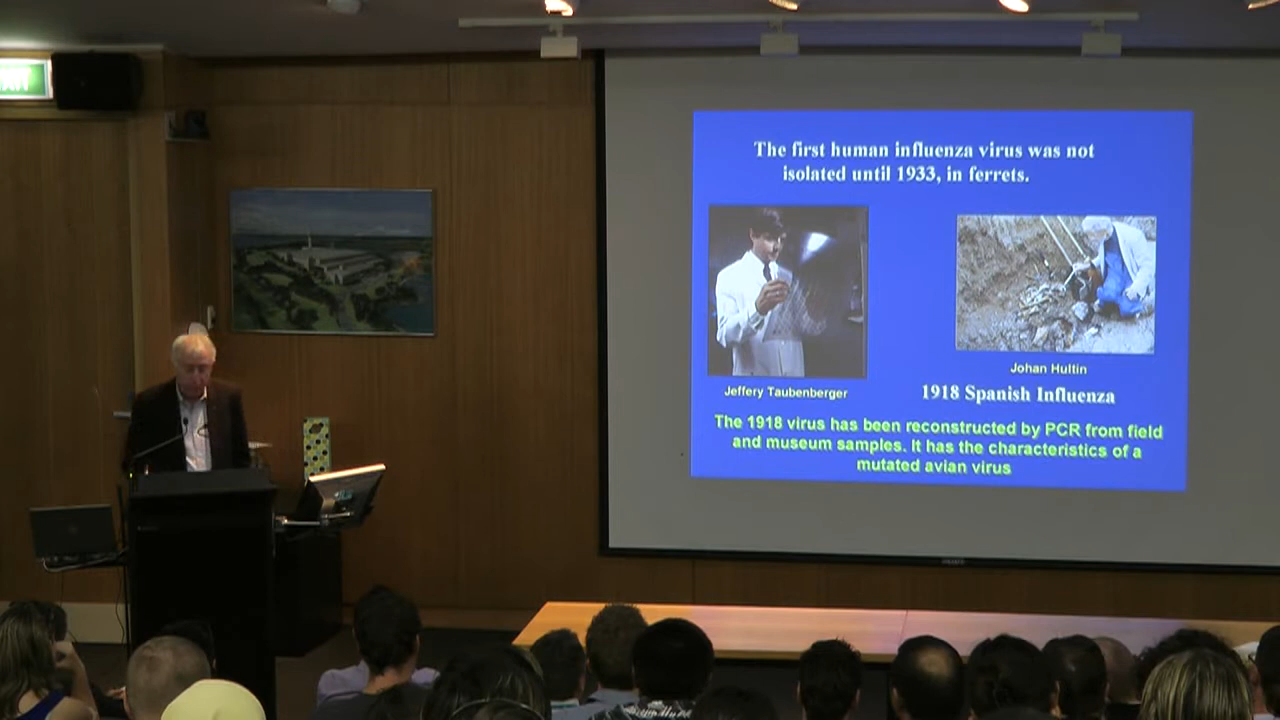 The first human influenza virus was not
isolated until 1933, in ferrets.
Johan Hultin
Jeffery Taubenberger
1918 Spanish Influenza
The 1918 virus has been reconstructed by PCR from field
and museum samples. It has the characteristics of a
mutated avian virus